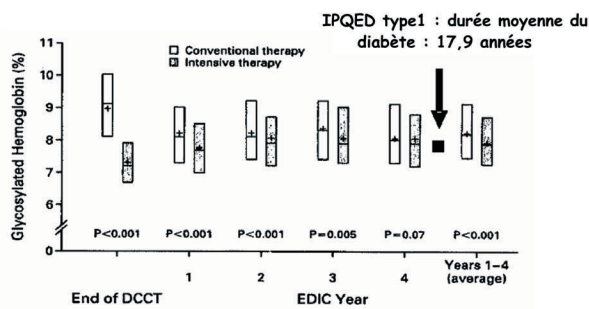 IPQED type1 : durée moyenne du
diabète : 17,9 années
Glycosylated Hemoglobin (%)
11
10
9
8
7
6
0
Conventional therapy
Intensive therapy
P<0.001
P<0.001
P<0.001
P=0.005
P=0.07
P<0.001
End of DCCT
1
2
3
4
Years 1–4
(average)
EDIC Year